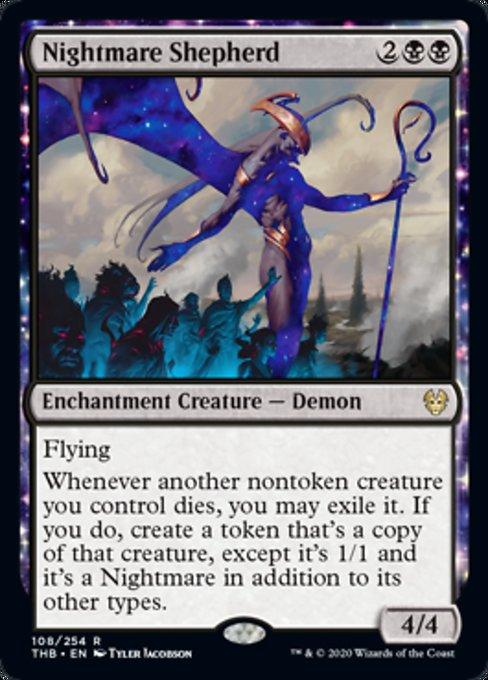 Nightmare Shepherd 2
Enchantment Creature — Demon
Flying
Whenever another nontoken creature
you control dies, you may exile it. If
you do, create a token that's a copy
of that creature, except it's 1/1 and
it's a Nightmare in addition to its
other types.
4/4
108/254 R
THB • EN Tyler Jacobson
™ & © 2020 Wizards of the Coast